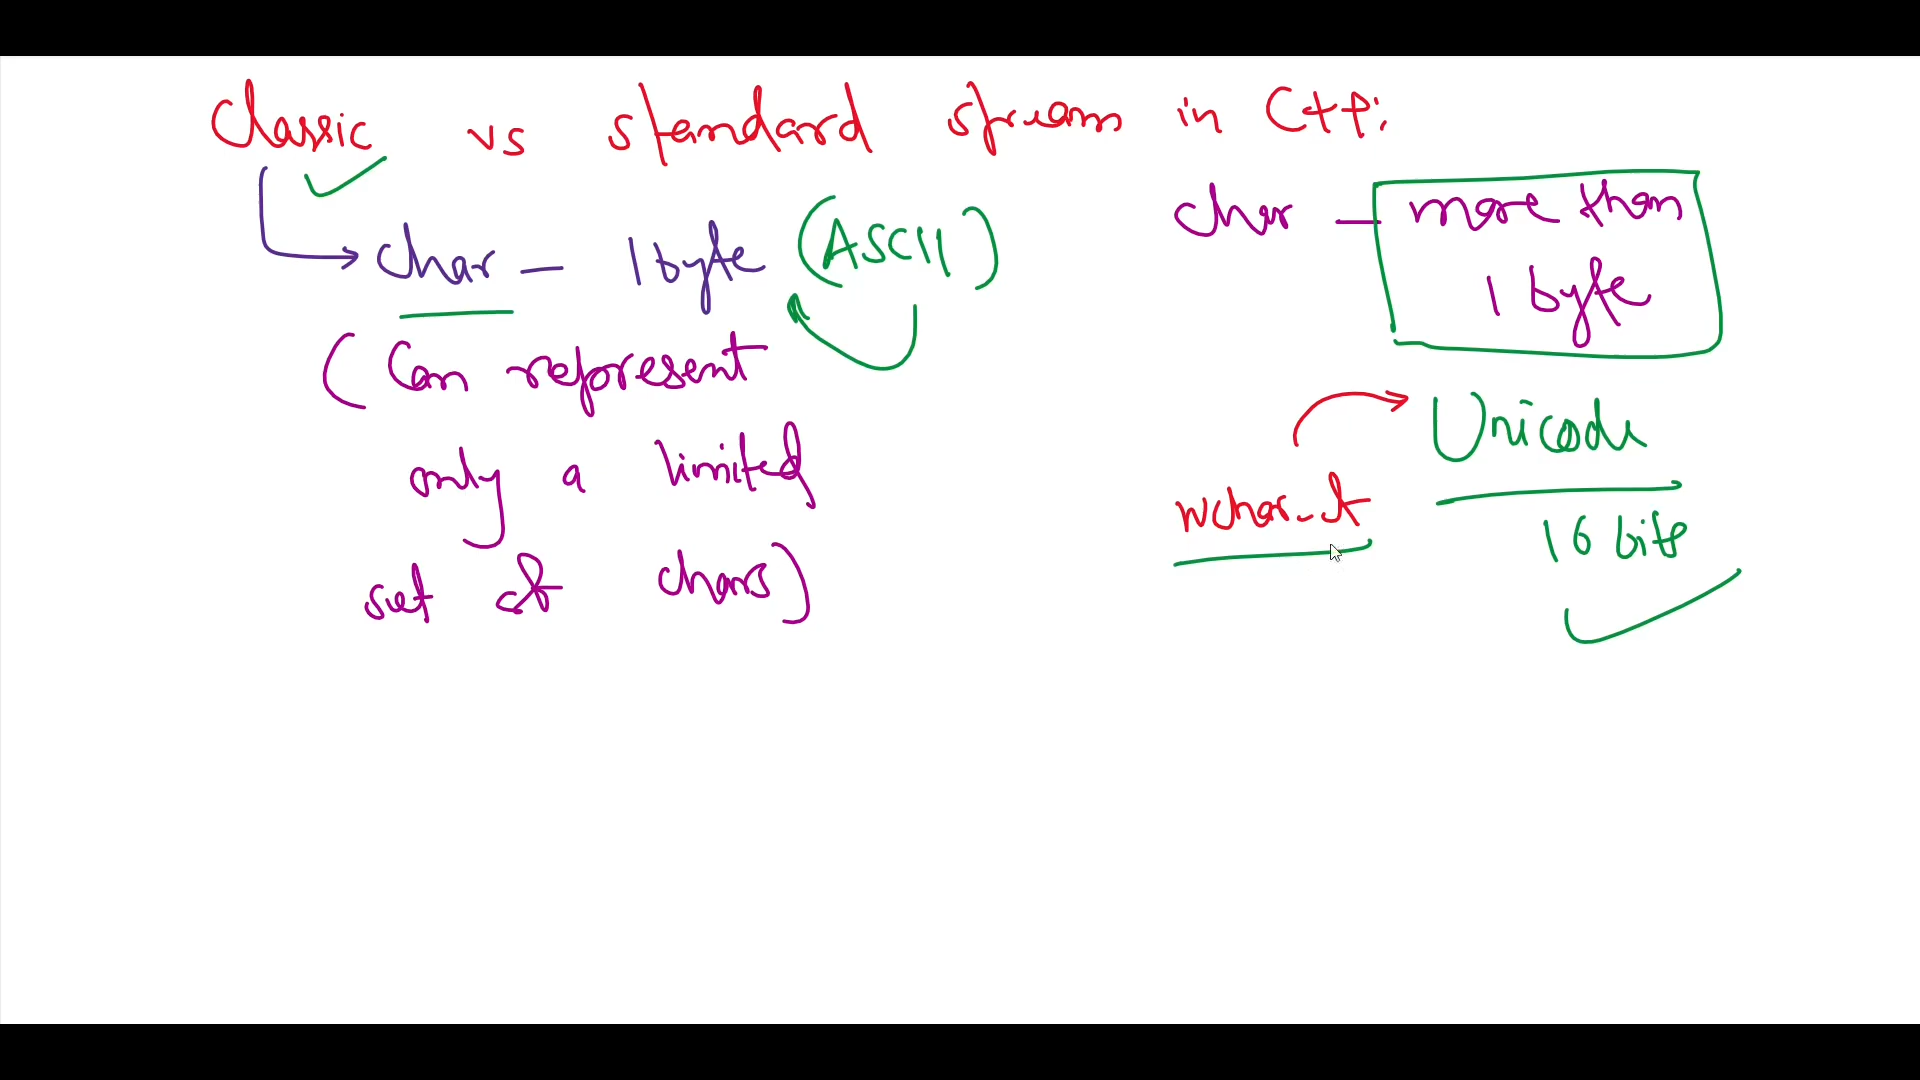 Classic vs standard stream in C++:
char - 1 byte (ASCII)
(Can represent
only a limited
set of chars)
char - more than
1 byte
Unicode
wchar_t
16 bits